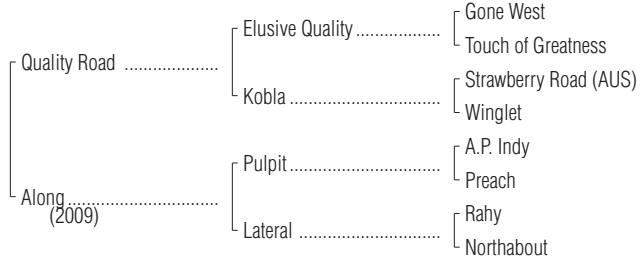 Gone West
Elusive Quality ..................
Touch of Greatness
Quality Road ....................
Strawberry Road (AUS)
Kobla ................................
Winglet
A.P. Indy
Pulpit................................
Preach
Along................................
(2009)
Rahy
Lateral ..............................
Northabout